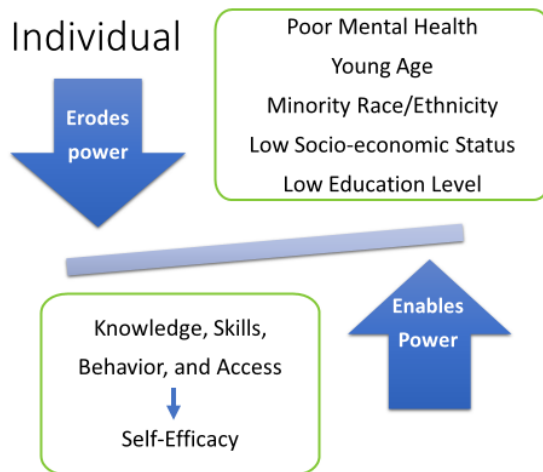 Individual
Erodes
power
Poor Mental Health
Young Age
Minority Race/Ethnicity
Low Socio-economic Status
Low Education Level
Knowledge, Skills,
Behavior, and Access
Self-Efficacy
Enables
Power